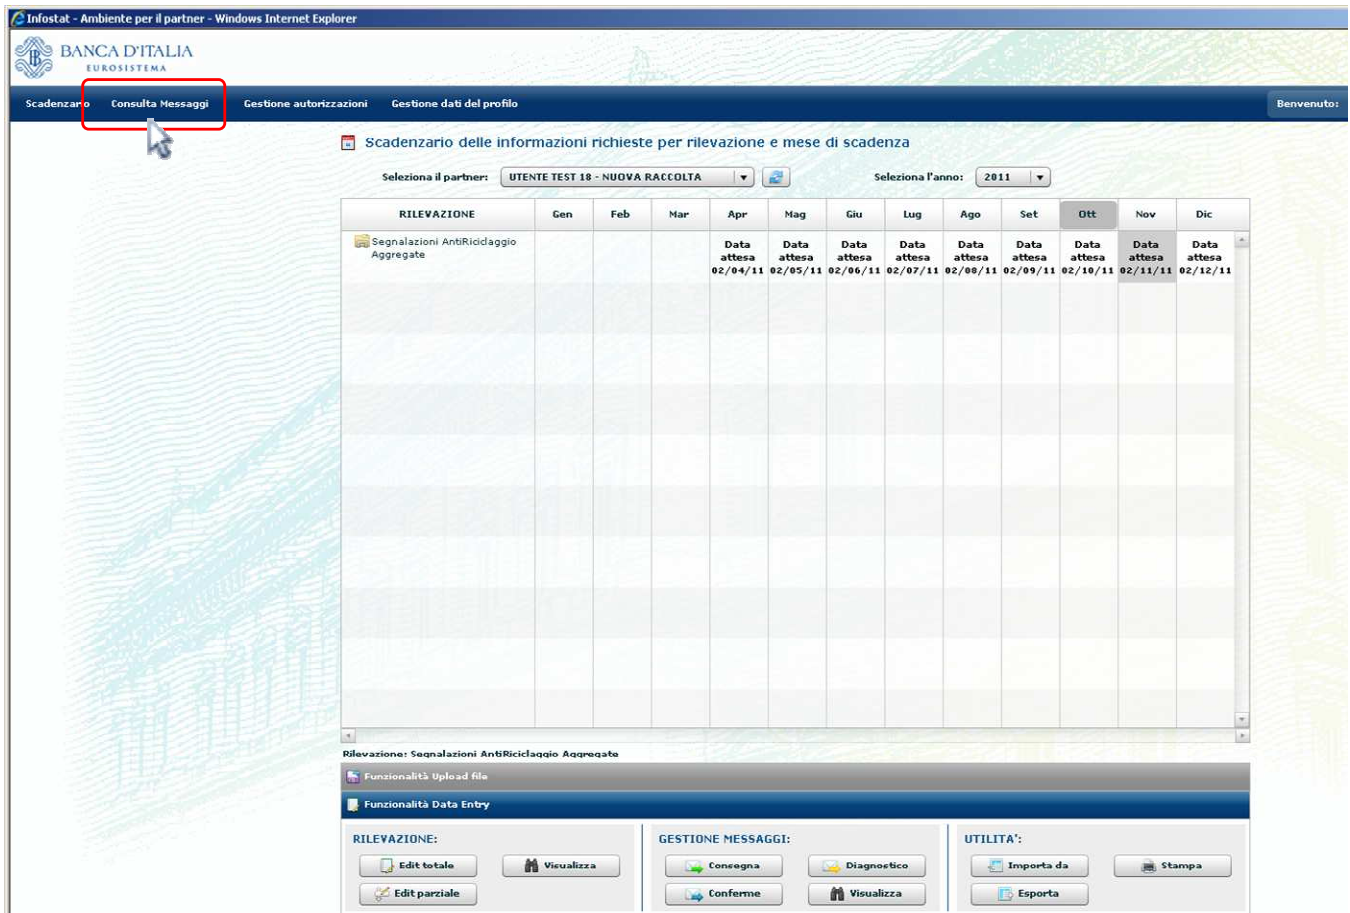 Infostat - Ambiente per il partner - Windows Internet Explorer
BANCA D'ITALIA
EUROSISTEMA
Scadenzario Consulta Messaggi Gestione autorizzazioni Gestione dati del profilo Benvenuto:
Scadenzario delle informazioni richieste per rilevazione e mese di scadenza
Seleziona il partner: UTENTE TEST 18 - NUOVA RACCOLTA Seleziona l'anno: 2011
RILEVAZIONE Gen Feb Mar Apr Mag Giu Lug Ago Set Ott Nov Dic
Segnalazioni AntiRiciclaggio Data Data Data Data Data Data Data Data Data
Aggregate attesa attesa attesa attesa attesa attesa attesa attesa attesa
02/04/11 02/05/11 02/06/11 02/07/11 02/08/11 02/09/11 02/10/11 02/11/11 02/12/11
Rilevazione: Segnalazioni AntiRiciclaggio Aggregate
Funzionalità Upload file
Funzionalità Data Entry
RILEVAZIONE: GESTIONE MESSAGGI: UTILITA':
Edit totale Visualizza Consegna Diagnostico Importa da Stampa
Edit parziale Conferme Visualizza Esporta